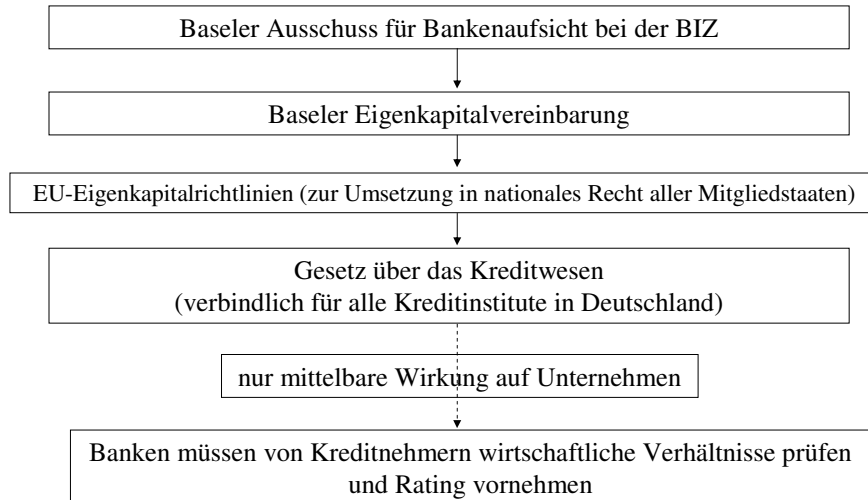 Baseler Ausschuss für Bankenaufsicht bei der BIZ
Baseler Eigenkapitalvereinbarung
EU-Eigenkapitalrichtlinien (zur Umsetzung in nationales Recht aller Mitgliedstaaten)
Gesetz über das Kreditwesen
(verbindlich für alle Kreditinstitute in Deutschland)
nur mittelbare Wirkung auf Unternehmen
Banken müssen von Kreditnehmern wirtschaftliche Verhältnisse prüfen
und Rating vornehmen